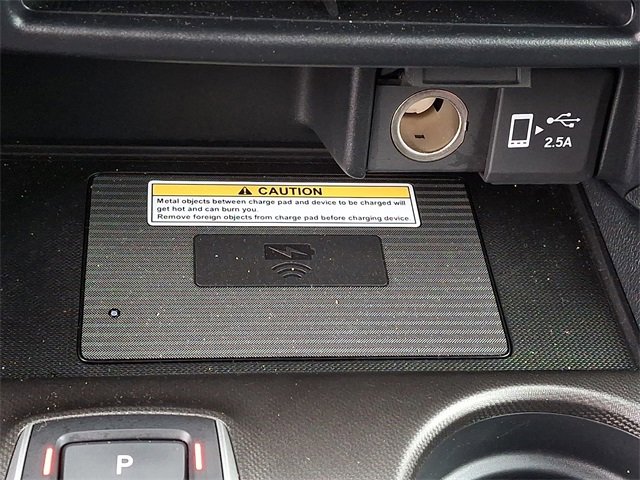 2.5A
CAUTION
Metal objects between charge pad and device to be charged will
get hot and can burn you.
Remove foreign objects from charge pad before charging device.
P